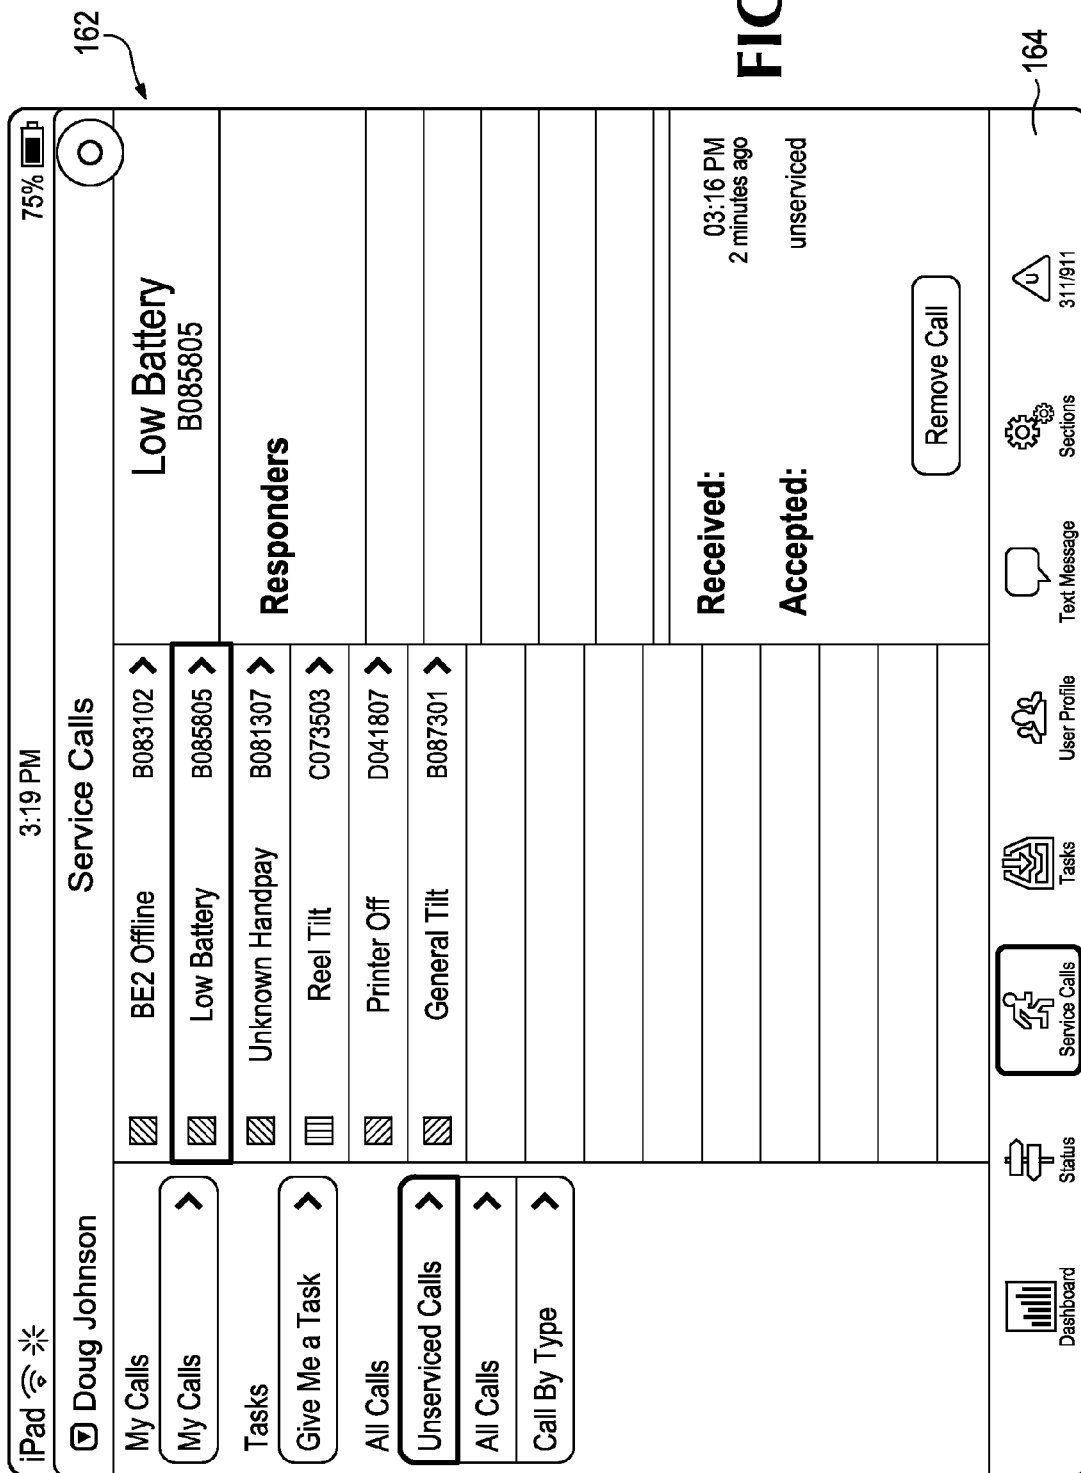 iPad 3:19 PM 75%
Doug Johnson Service Calls
My Calls
My Calls
Tasks
Give Me a Task
All Calls
Unserviced Calls
All Calls
Call By Type
BE2 Offline B083102
Low Battery B085805
Unknown Handpay B081307
Reel Tilt C073503
Printer Off D041807
General Tilt B087301
Low Battery
B085805
Responders
Received: 03:16 PM
2 minutes ago
Accepted: unserviced
Remove Call
Dashboard
Status
Service Calls
Tasks
User Profile
Text Message
Sections
U
311/911
162
164